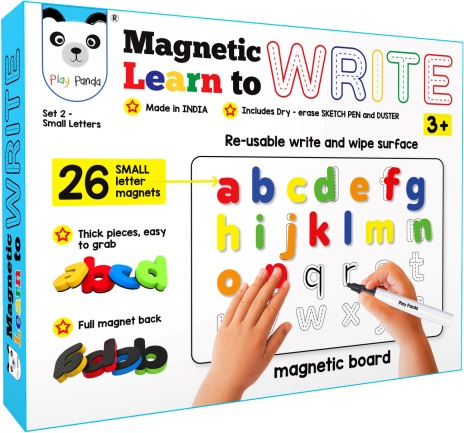 Play Panda
®
Set 2 -
Small Letters
Magnetic
Learn to
WRITE
Made in INDIA
Includes Dry - erase SKETCH PEN and DUSTER
3+
Re-usable write and wipe surface
26
SMALL
letter
magnets
Thick pieces, easy
to grab
abcd
Full magnet back
a b c d e f g
h i j k l m n
o p q r s t
w x y
Play Panda
magnetic board
Magnetic
Learn to
WRITE